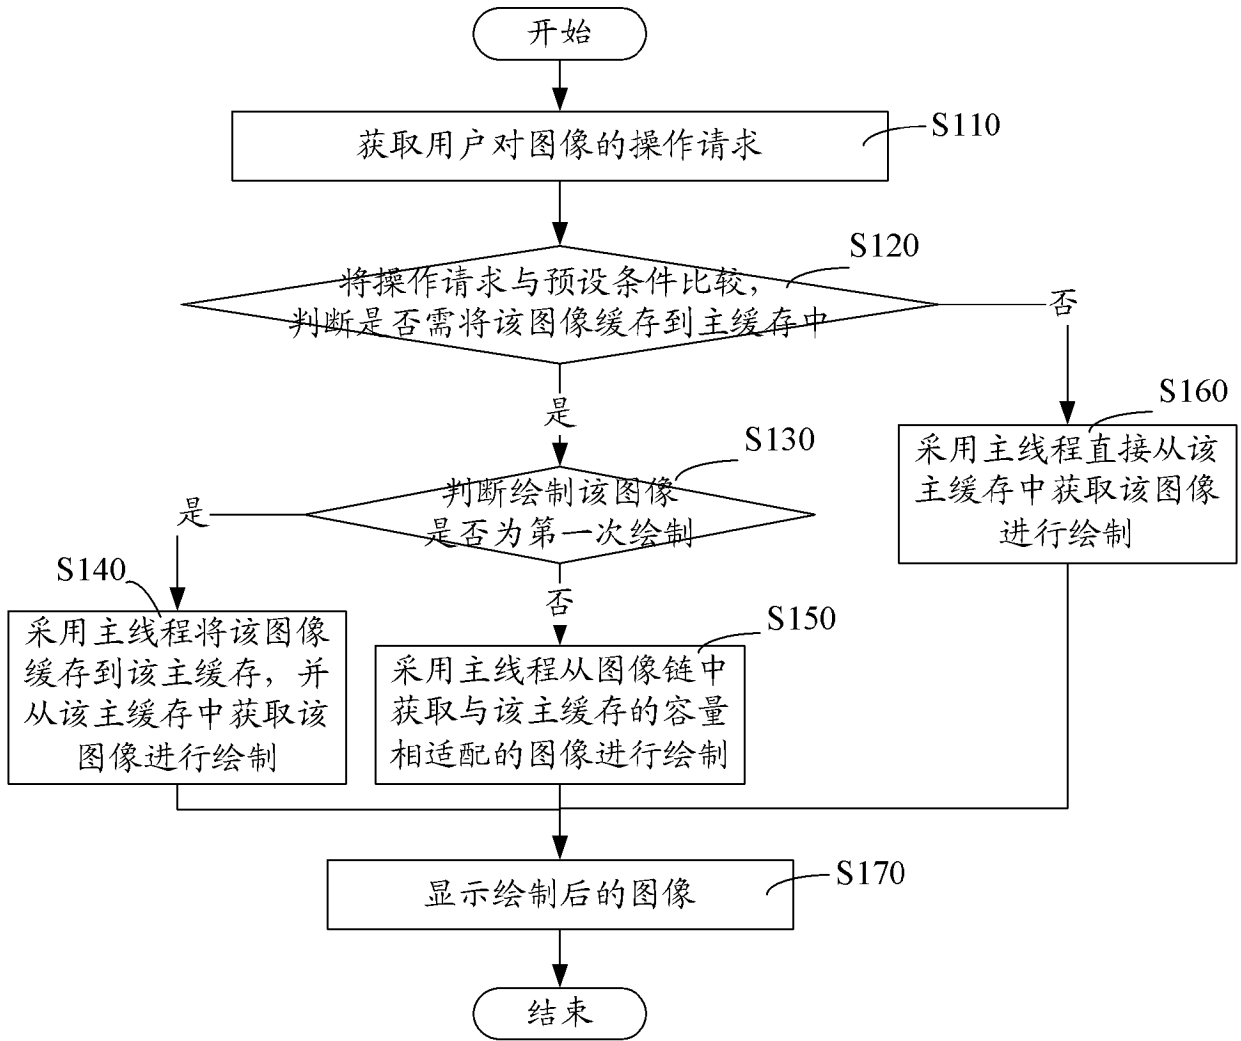 开始
获取用户对图像的操作请求
S110
S120
将操作请求与预设条件比较，
判断是否需将该图像缓存到主缓存中
否
是
S160
采用主线程直接从该
主缓存中获取该图像
进行绘制
S130
判断绘制该图像
是否为第一次绘制
是
否
S140
采用主线程将该图像
缓存到该主缓存，并
从该主缓存中获取该
图像进行绘制
S150
采用主线程从图像链中
获取与该主缓存的容量
相适配的图像进行绘制
显示绘制后的图像
S170
结束